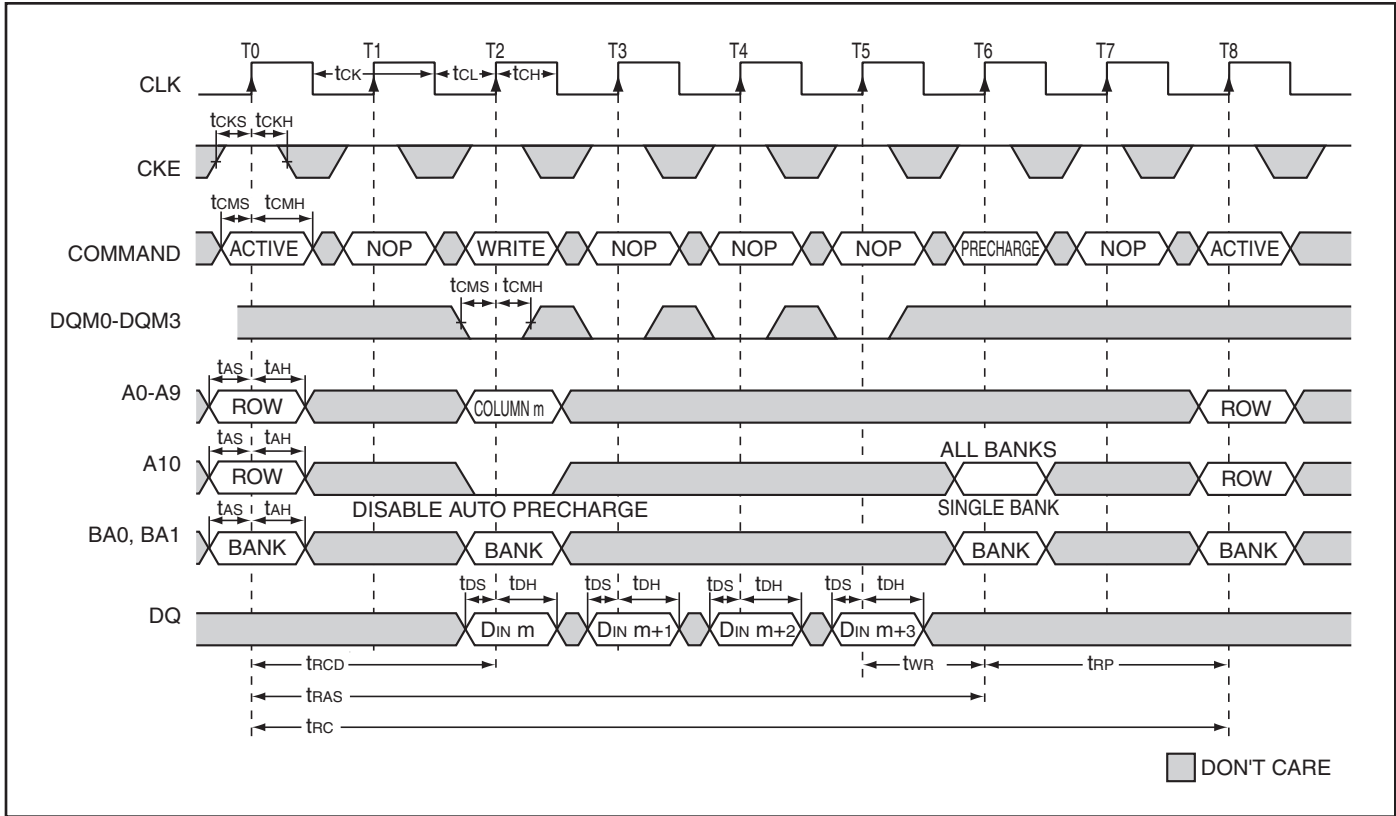 T0 T1 T2 T3 T4 T5 T6 T7 T8
CLK tCK tCL tCH
tCKS tCKH
CKE
tCMS tCMH
COMMAND ACTIVE NOP WRITE NOP NOP NOP PRECHARGE NOP ACTIVE
tCMS tCMH
DQM0-DQM3
tAS tAH
A0-A9 ROW COLUMN m ROW
tAS tAH ALL BANKS
A10 ROW ROW
DISABLE AUTO PRECHARGE SINGLE BANK
tAS tAH
BA0, BA1 BANK BANK BANK BANK
tDS tDH tDS tDH tDS tDH tDS tDH
DQ DIN m DIN m+1 DIN m+2 DIN m+3
tRCD tWR tRP
tRAS
tRC
DON'T CARE